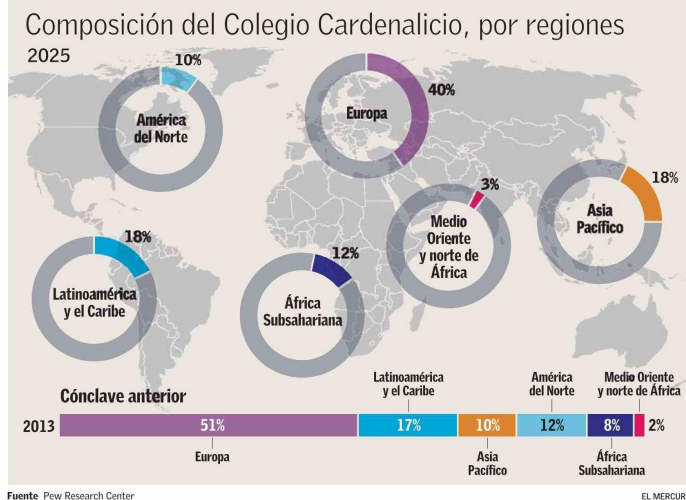 Composición del Colegio Cardenalicio, por regiones
2025
10%
América
del Norte
40%
Europa
18%
Asia
Pacífico
3%
Medio
Oriente
y norte de
África
18%
Latinoamérica
y el Caribe
12%
África
Subsahariana
Cónclave anterior
Latinoamérica
y el Caribe
América
del Norte
Medio Oriente
y norte de África
2013 51% 17% 10% 12% 8% 2%
Europa
Asia
Pacífico
África
Subsahariana
Fuente Pew Research Center
EL MERCUR